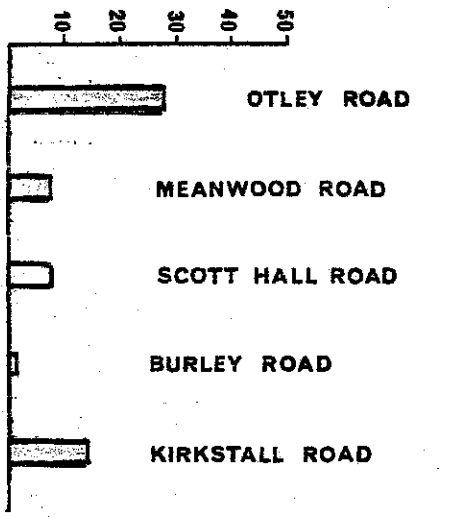 10 20 30 40 50
OTLEY ROAD
MEANWOOD ROAD
SCOTT HALL ROAD
BURLEY ROAD
KIRKSTALL ROAD